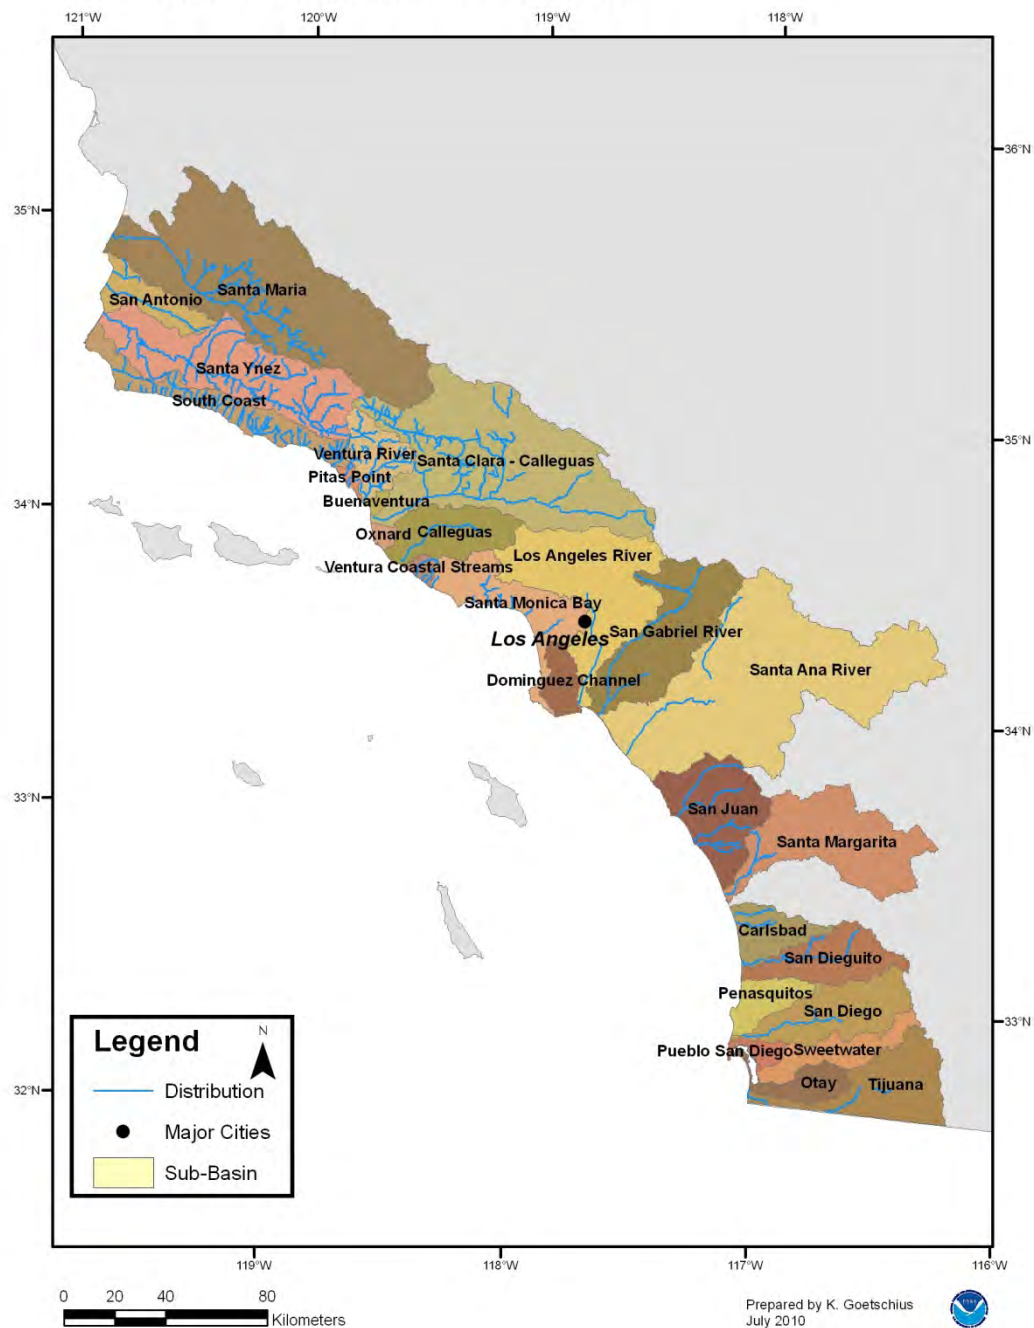 121°W 120°W 119°W 118°W
36°N
35°N
Santa Maria
San Antonio
Santa Ynez
South Coast
35°N
Ventura River
Santa Clara - Calleguas
Pitas Point
34°N
Buenaventura
Oxnard
Calleguas
Los Angeles River
Ventura Coastal Streams
Santa Monica Bay
Los Angeles
San Gabriel River
Santa Ana River
Dominguez Channel
34°N
33°N
San Juan
Santa Margarita
Carlsbad
San Dieguito
Penasquitos
San Diego
33°N
Pueblo San Diego
Sweetwater
Otay
Tijuana
32°N
Legend
N
Distribution
Major Cities
Sub-Basin
119°W 118°W 117°W 116°W
0 20 40 80
Kilometers
Prepared by K. Goetschius
July 2010